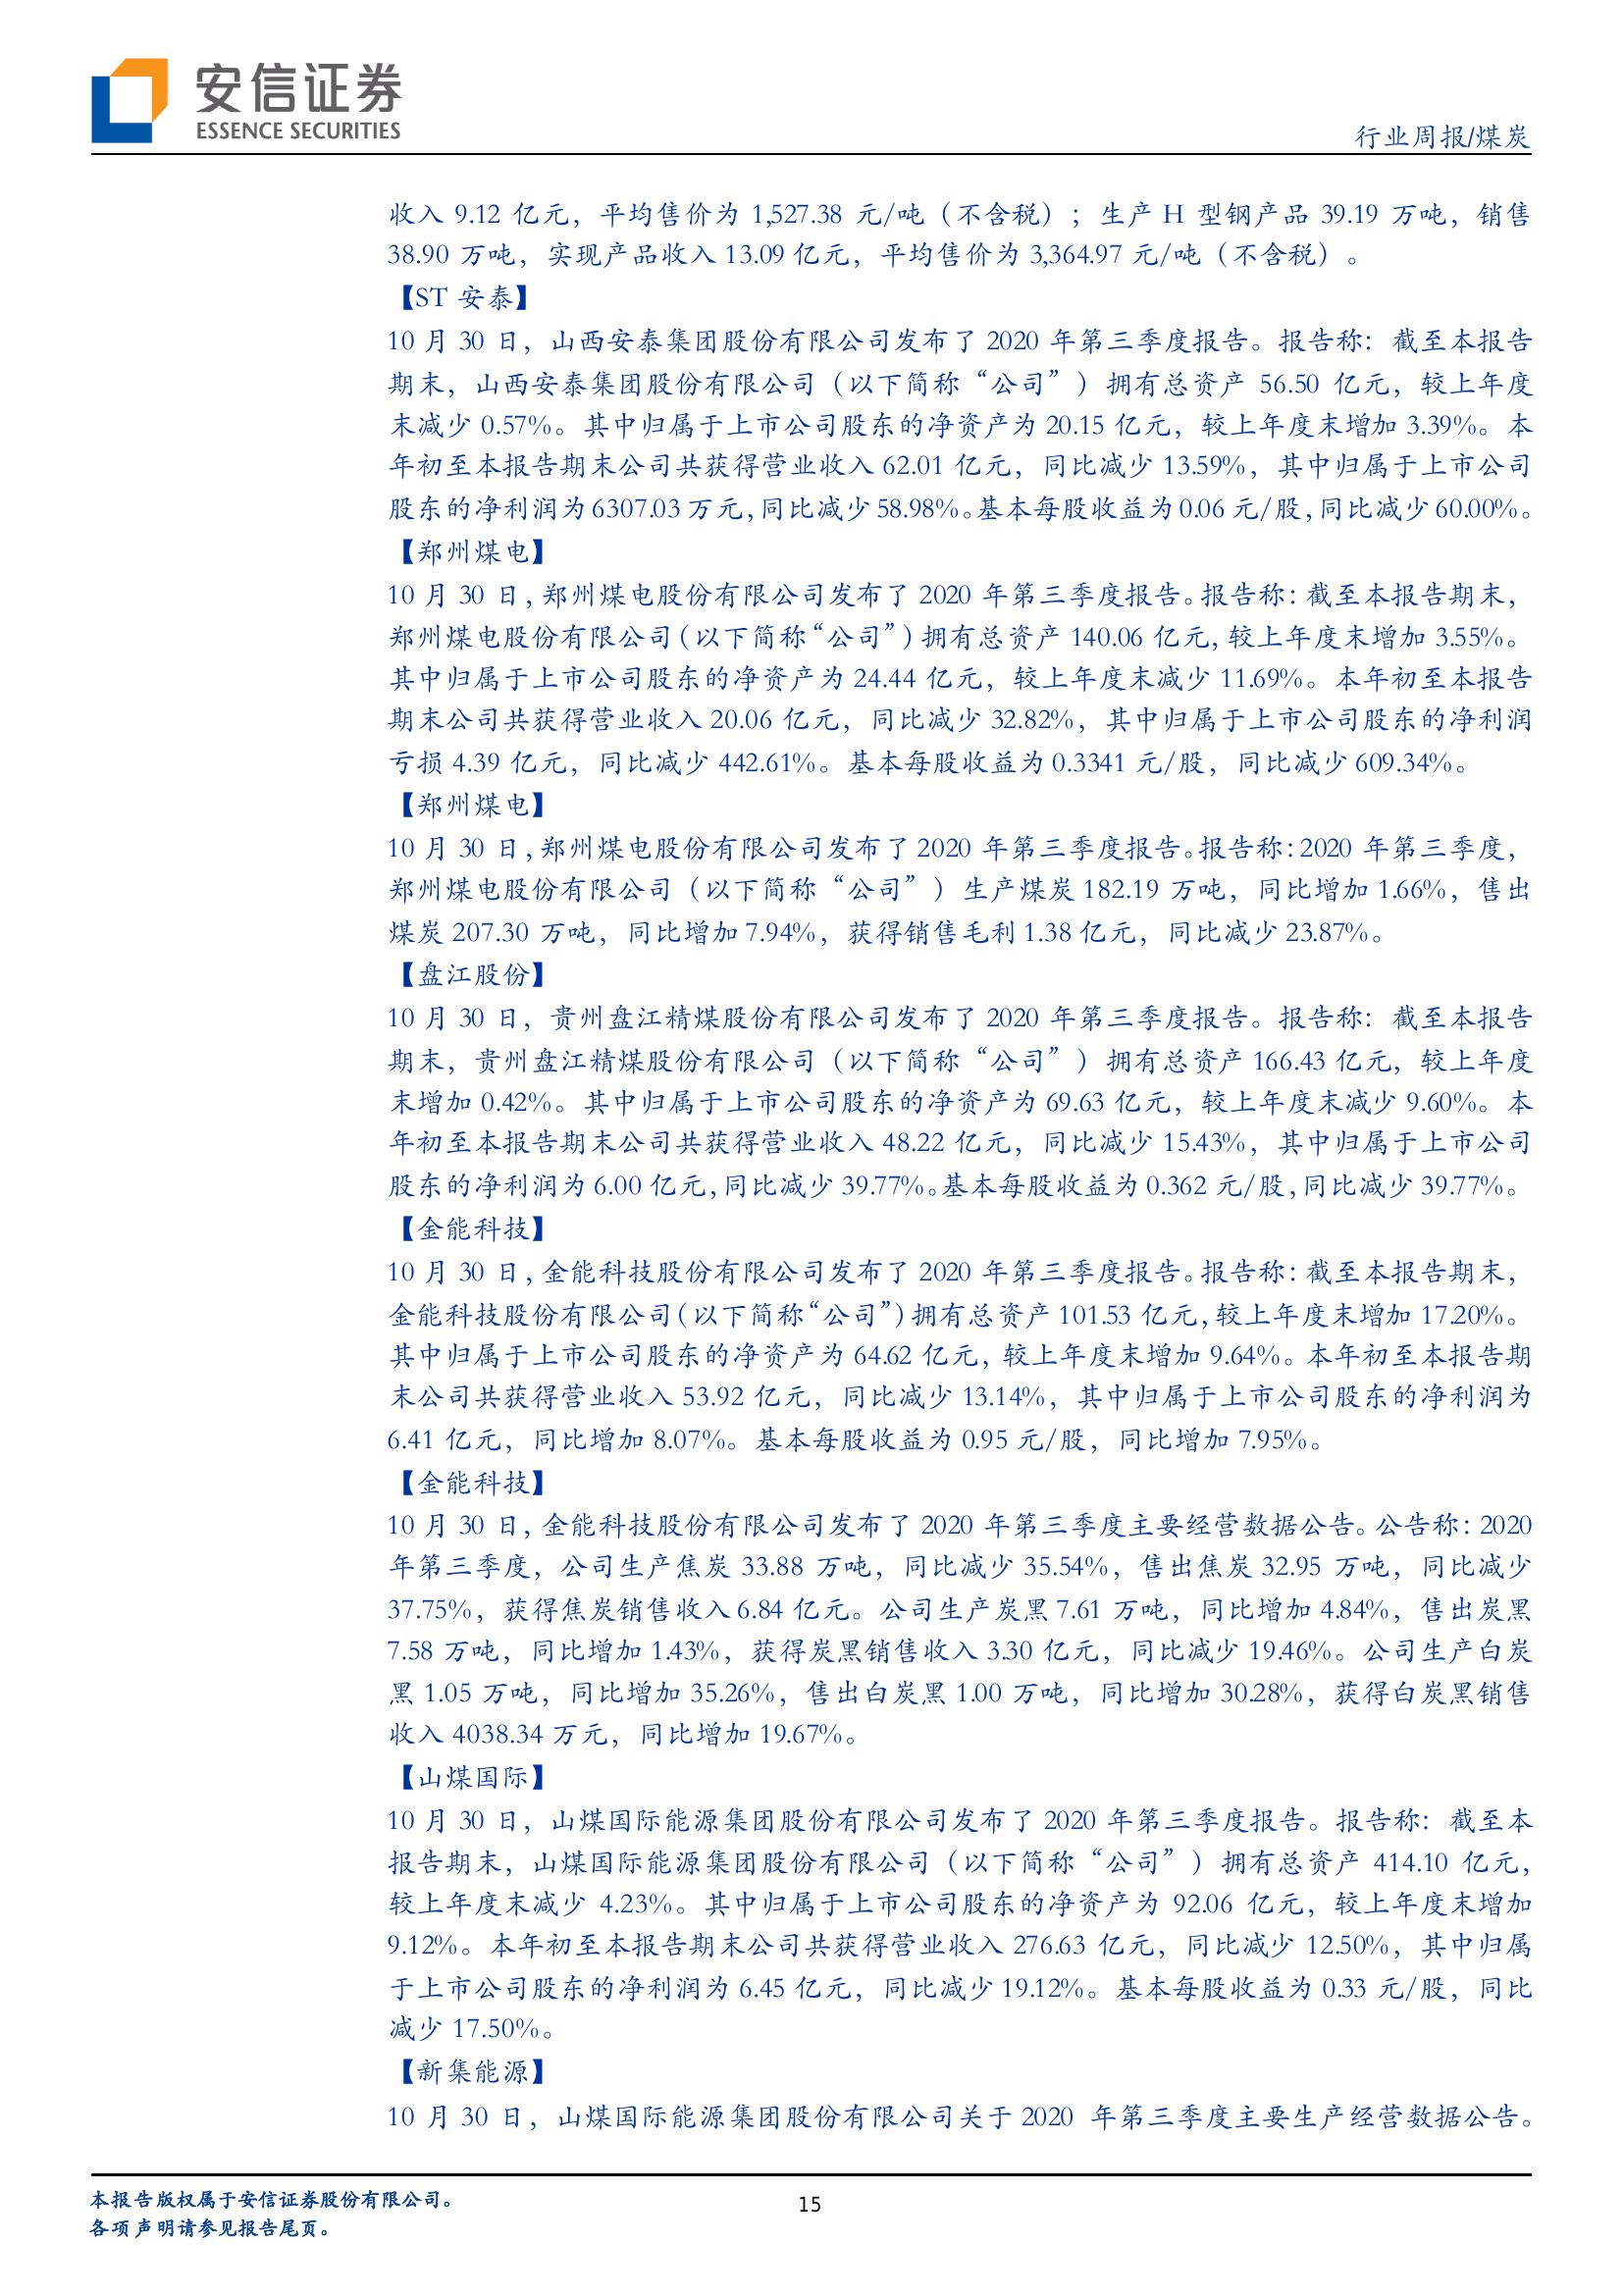 安信证券
ESSENCE SECURITIES
行业周报/煤炭
收入 9.12 亿元，平均售价为 1,527.38 元/吨（不含税）；生产 H 型钢产品 39.19 万吨，销售
38.90 万吨，实现产品收入 13.09 亿元，平均售价为 3,364.97 元/吨（不含税）。
【ST 安泰】
10 月 30 日，山西安泰集团股份有限公司发布了 2020 年第三季度报告。报告称：截至本报告
期末，山西安泰集团股份有限公司（以下简称“公司”）拥有总资产 56.50 亿元，较上年度
末减少 0.57%。其中归属于上市公司股东的净资产为 20.15 亿元，较上年度末增加 3.39%。本
年初至本报告期末公司共获得营业收入 62.01 亿元，同比减少 13.59%，其中归属于上市公司
股东的净利润为 6307.03 万元，同比减少 58.98%。基本每股收益为 0.06 元/股，同比减少 60.00%。
【郑州煤电】
10 月 30 日，郑州煤电股份有限公司发布了 2020 年第三季度报告。报告称：截至本报告期末，
郑州煤电股份有限公司（以下简称“公司”）拥有总资产 140.06 亿元，较上年度末增加 3.55%。
其中归属于上市公司股东的净资产为 24.44 亿元，较上年度末减少 11.69%。本年初至本报告
期末公司共获得营业收入 20.06 亿元，同比减少 32.82%，其中归属于上市公司股东的净利润
亏损 4.39 亿元，同比减少 442.61%。基本每股收益为 0.3341 元/股，同比减少 609.34%。
【郑州煤电】
10 月 30 日，郑州煤电股份有限公司发布了 2020 年第三季度报告。报告称：2020 年第三季度，
郑州煤电股份有限公司（以下简称“公司”）生产煤炭 182.19 万吨，同比增加 1.66%，售出
煤炭 207.30 万吨，同比增加 7.94%，获得销售毛利 1.38 亿元，同比减少 23.87%。
【盘江股份】
10 月 30 日，贵州盘江精煤股份有限公司发布了 2020 年第三季度报告。报告称：截至本报告
期末，贵州盘江精煤股份有限公司（以下简称“公司”）拥有总资产 166.43 亿元，较上年度
末增加 0.42%。其中归属于上市公司股东的净资产为 69.63 亿元，较上年度末减少 9.60%。本
年初至本报告期末公司共获得营业收入 48.22 亿元，同比减少 15.43%，其中归属于上市公司
股东的净利润为 6.00 亿元，同比减少 39.77%。基本每股收益为 0.362 元/股，同比减少 39.77%。
【金能科技】
10 月 30 日，金能科技股份有限公司发布了 2020 年第三季度报告。报告称：截至本报告期末，
金能科技股份有限公司（以下简称“公司”）拥有总资产 101.53 亿元，较上年度末增加 17.20%。
其中归属于上市公司股东的净资产为 64.62 亿元，较上年度末增加 9.64%。本年初至本报告期
末公司共获得营业收入 53.92 亿元，同比减少 13.14%，其中归属于上市公司股东的净利润为
6.41 亿元，同比增加 8.07%。基本每股收益为 0.95 元/股，同比增加 7.95%。
【金能科技】
10 月 30 日，金能科技股份有限公司发布了 2020 年第三季度主要经营数据公告。公告称：2020
年第三季度，公司生产焦炭 33.88 万吨，同比减少 35.54%，售出焦炭 32.95 万吨，同比减少
37.75%，获得焦炭销售收入 6.84 亿元。公司生产炭黑 7.61 万吨，同比增加 4.84%，售出炭黑
7.58 万吨，同比增加 1.43%，获得炭黑销售收入 3.30 亿元，同比减少 19.46%。公司生产白炭
黑 1.05 万吨，同比增加 35.26%，售出白炭黑 1.00 万吨，同比增加 30.28%，获得白炭黑销售
收入 4038.34 万元，同比增加 19.67%。
【山煤国际】
10 月 30 日，山煤国际能源集团股份有限公司发布了 2020 年第三季度报告。报告称：截至本
报告期末，山煤国际能源集团股份有限公司（以下简称“公司”）拥有总资产 414.10 亿元，
较上年度末减少 4.23%。其中归属于上市公司股东的净资产为 92.06 亿元，较上年度末增加
9.12%。本年初至本报告期末公司共获得营业收入 276.63 亿元，同比减少 12.50%，其中归属
于上市公司股东的净利润为 6.45 亿元，同比减少 19.12%。基本每股收益为 0.33 元/股，同比
减少 17.50%。
【新集能源】
10 月 30 日，山煤国际能源集团股份有限公司关于 2020 年第三季度主要生产经营数据公告。
本报告版权属于安信证券股份有限公司。
15
各项声明请参见报告尾页。